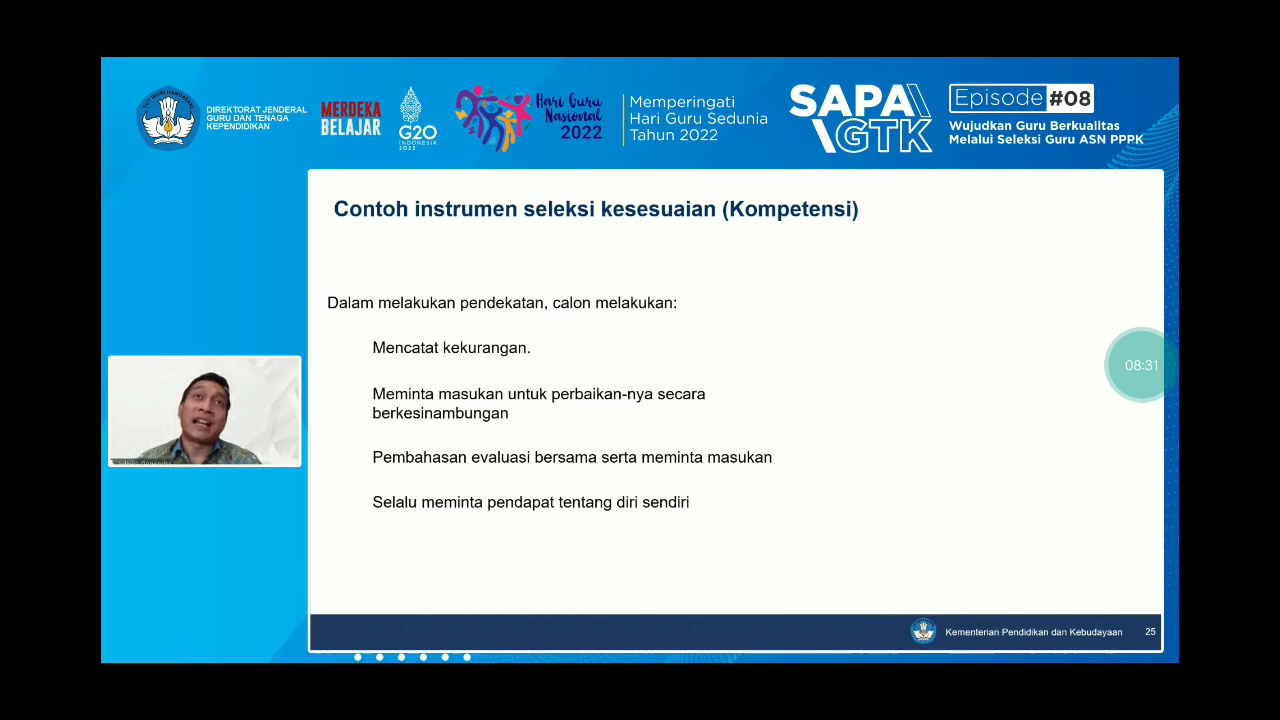 TUT WURI HANDAYANI
DIREKTORAT JENDERAL
GURU DAN TENAGA
KEPENDIDIKAN
MERDEKA
BELAJAR
G20
INDONESIA
2022
Hari Guru
Nasional
2022
Memperingati
Hari Guru Sedunia
Tahun 2022
SAPA
GTK
Episode #08
Wujudkan Guru Berkualitas
Melalui Seleksi Guru ASN PPPK
Contoh instrumen seleksi kesesuaian (Kompetensi)
Dalam melakukan pendekatan, calon melakukan:
Mencatat kekurangan.
Meminta masukan untuk perbaikan-nya secara
berkesinambungan
Pembahasan evaluasi bersama serta meminta masukan
Selalu meminta pendapat tentang diri sendiri
08:31
Kementerian Pendidikan dan Kebudayaan 25